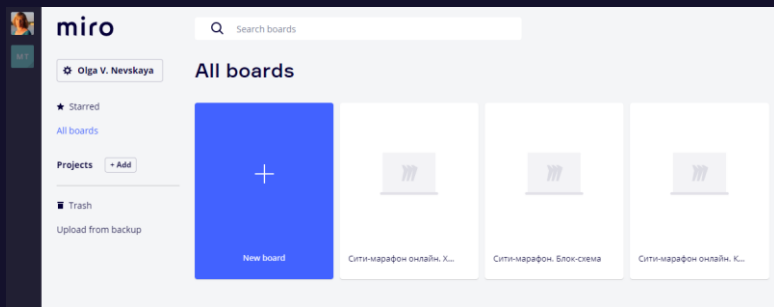 miro
Search boards
MT
Olga V. Nevskaya
All boards
Starred
All boards
Projects
+ Add
Trash
Upload from backup
New board
Сити-марафон онлайн. Х...
Сити-марафон. Блок-схема
Сити-марафон онлайн. К...